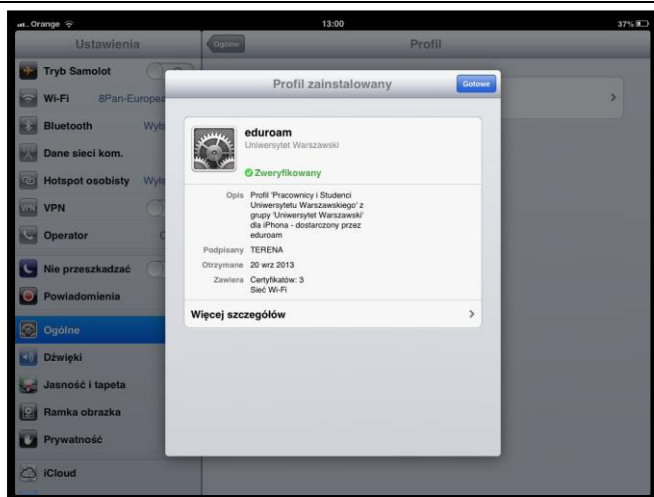 Orange
13:00
37%
Ustawienia
Ogólne
Profil
Tryb Samolot
Wi-Fi 8Pan-Europea
Bluetooth Wyłą
Dane sieci kom.
Hotspot osobisty Wyłą
VPN
Operator
Nie przeszkadzać
Powiadomienia
Ogólne
Dźwięki
Jasność i tapeta
Ramka obrazka
Prywatność
iCloud
Profil zainstalowany
Gotowe
eduroam
Uniwersytet Warszawski
Zweryfikowany
Opis Profil 'Pracownicy i Studenci
Uniwersytetu Warszawskiego' z
grupy 'Uniwersytet Warszawski'
dla iPhona - dostarczony przez
eduroam
Podpisany TERENA
Otrzymane 20 wrz 2013
Zawiera Certyfikatów: 3
Sieć Wi-Fi
Więcej szczegółów